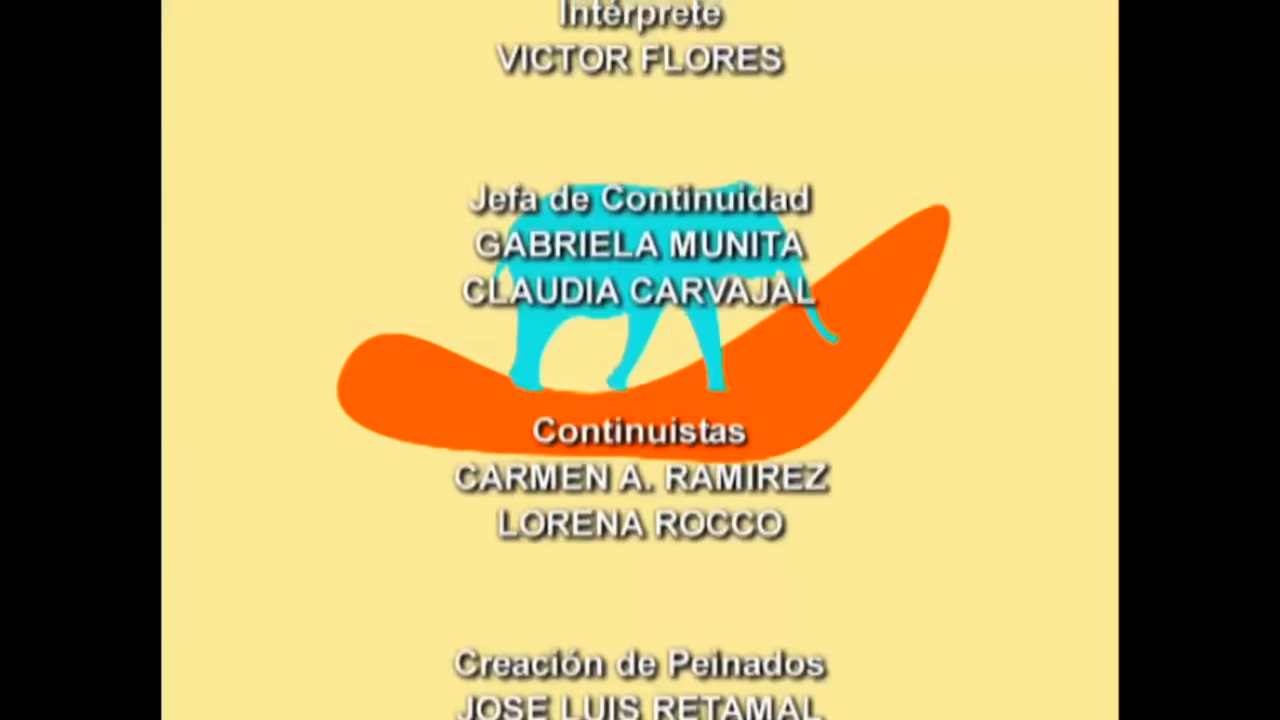 Intérprete
VICTOR FLORES
Jefa de Continuidad
GABRIELA MUNITA
CLAUDIA CARVAJAL
Continuistas
CARMEN A. RAMIREZ
LORENA ROCCO
Creación de Peinados
JOSE LUIS RETAMAL